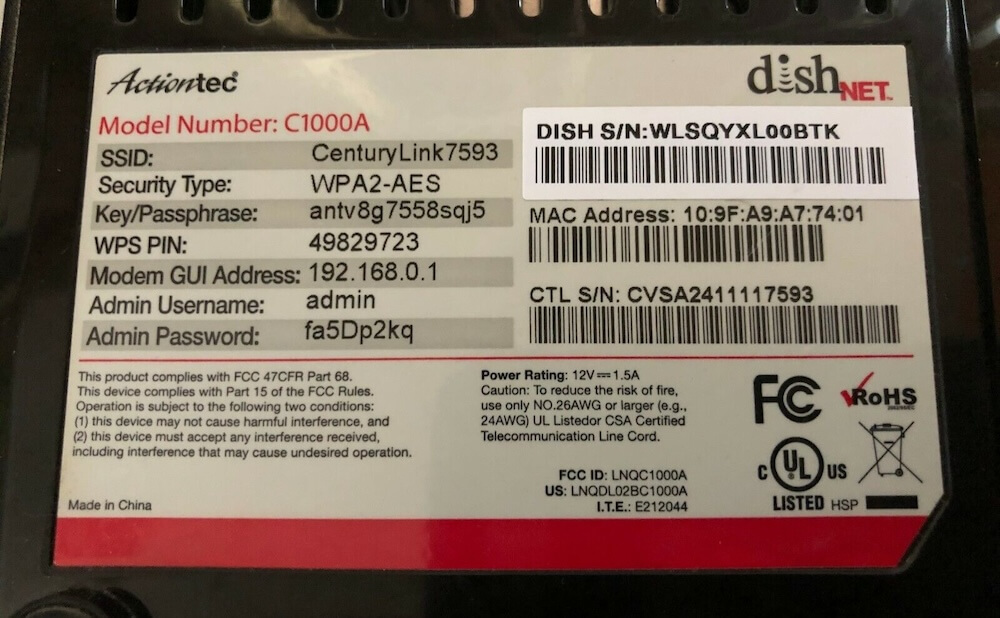 Actiontec
dish NET
Model Number: C1000A
SSID: CenturyLink7593
Security Type: WPA2-AES
Key/Passphrase: antv8g7558sqj5
WPS PIN: 49829723
Modem GUI Address: 192.168.0.1
Admin Username: admin
Admin Password: fa5Dp2kq
DISH S/N:WLSQYXL00BTK
MAC Address: 10:9F:A9:A7:74:01
CTL S/N: CVSA2411117593
This product complies with FCC 47CFR Part 68.
This device complies with Part 15 of the FCC Rules.
Operation is subject to the following two conditions:
(1) this device may not cause harmful interference, and
(2) this device must accept any interference received,
including interference that may cause undesired operation.
Made in China
Power Rating: 12V⎓1.5A
Caution: To reduce the risk of fire,
use only NO.26AWG or larger (e.g.,
24AWG) UL Listedor CSA Certified
Telecommunication Line Cord.
FCC ID: LNQC1000A
US: LNQDL02BC1000A
I.T.E.: E212044
FC
RoHS
C UL US
LISTED HSP